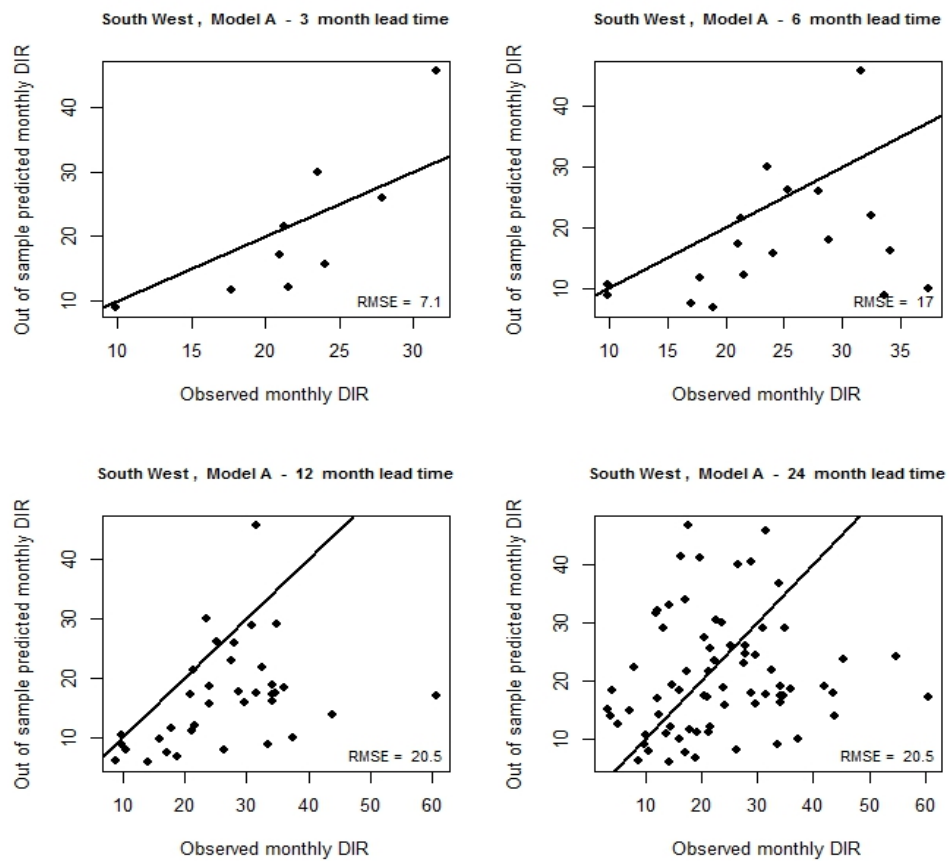 South West , Model A - 3 month lead time
Out of sample predicted monthly DIR
40
30
20
10
RMSE = 7.1
10 15 20 25 30
Observed monthly DIR
South West , Model A - 6 month lead time
Out of sample predicted monthly DIR
40
30
20
10
RMSE = 17
10 15 20 25 30 35
Observed monthly DIR
South West , Model A - 12 month lead time
Out of sample predicted monthly DIR
40
30
20
10
RMSE = 20.5
10 20 30 40 50 60
Observed monthly DIR
South West , Model A - 24 month lead time
Out of sample predicted monthly DIR
40
30
20
10
RMSE = 20.5
10 20 30 40 50 60
Observed monthly DIR